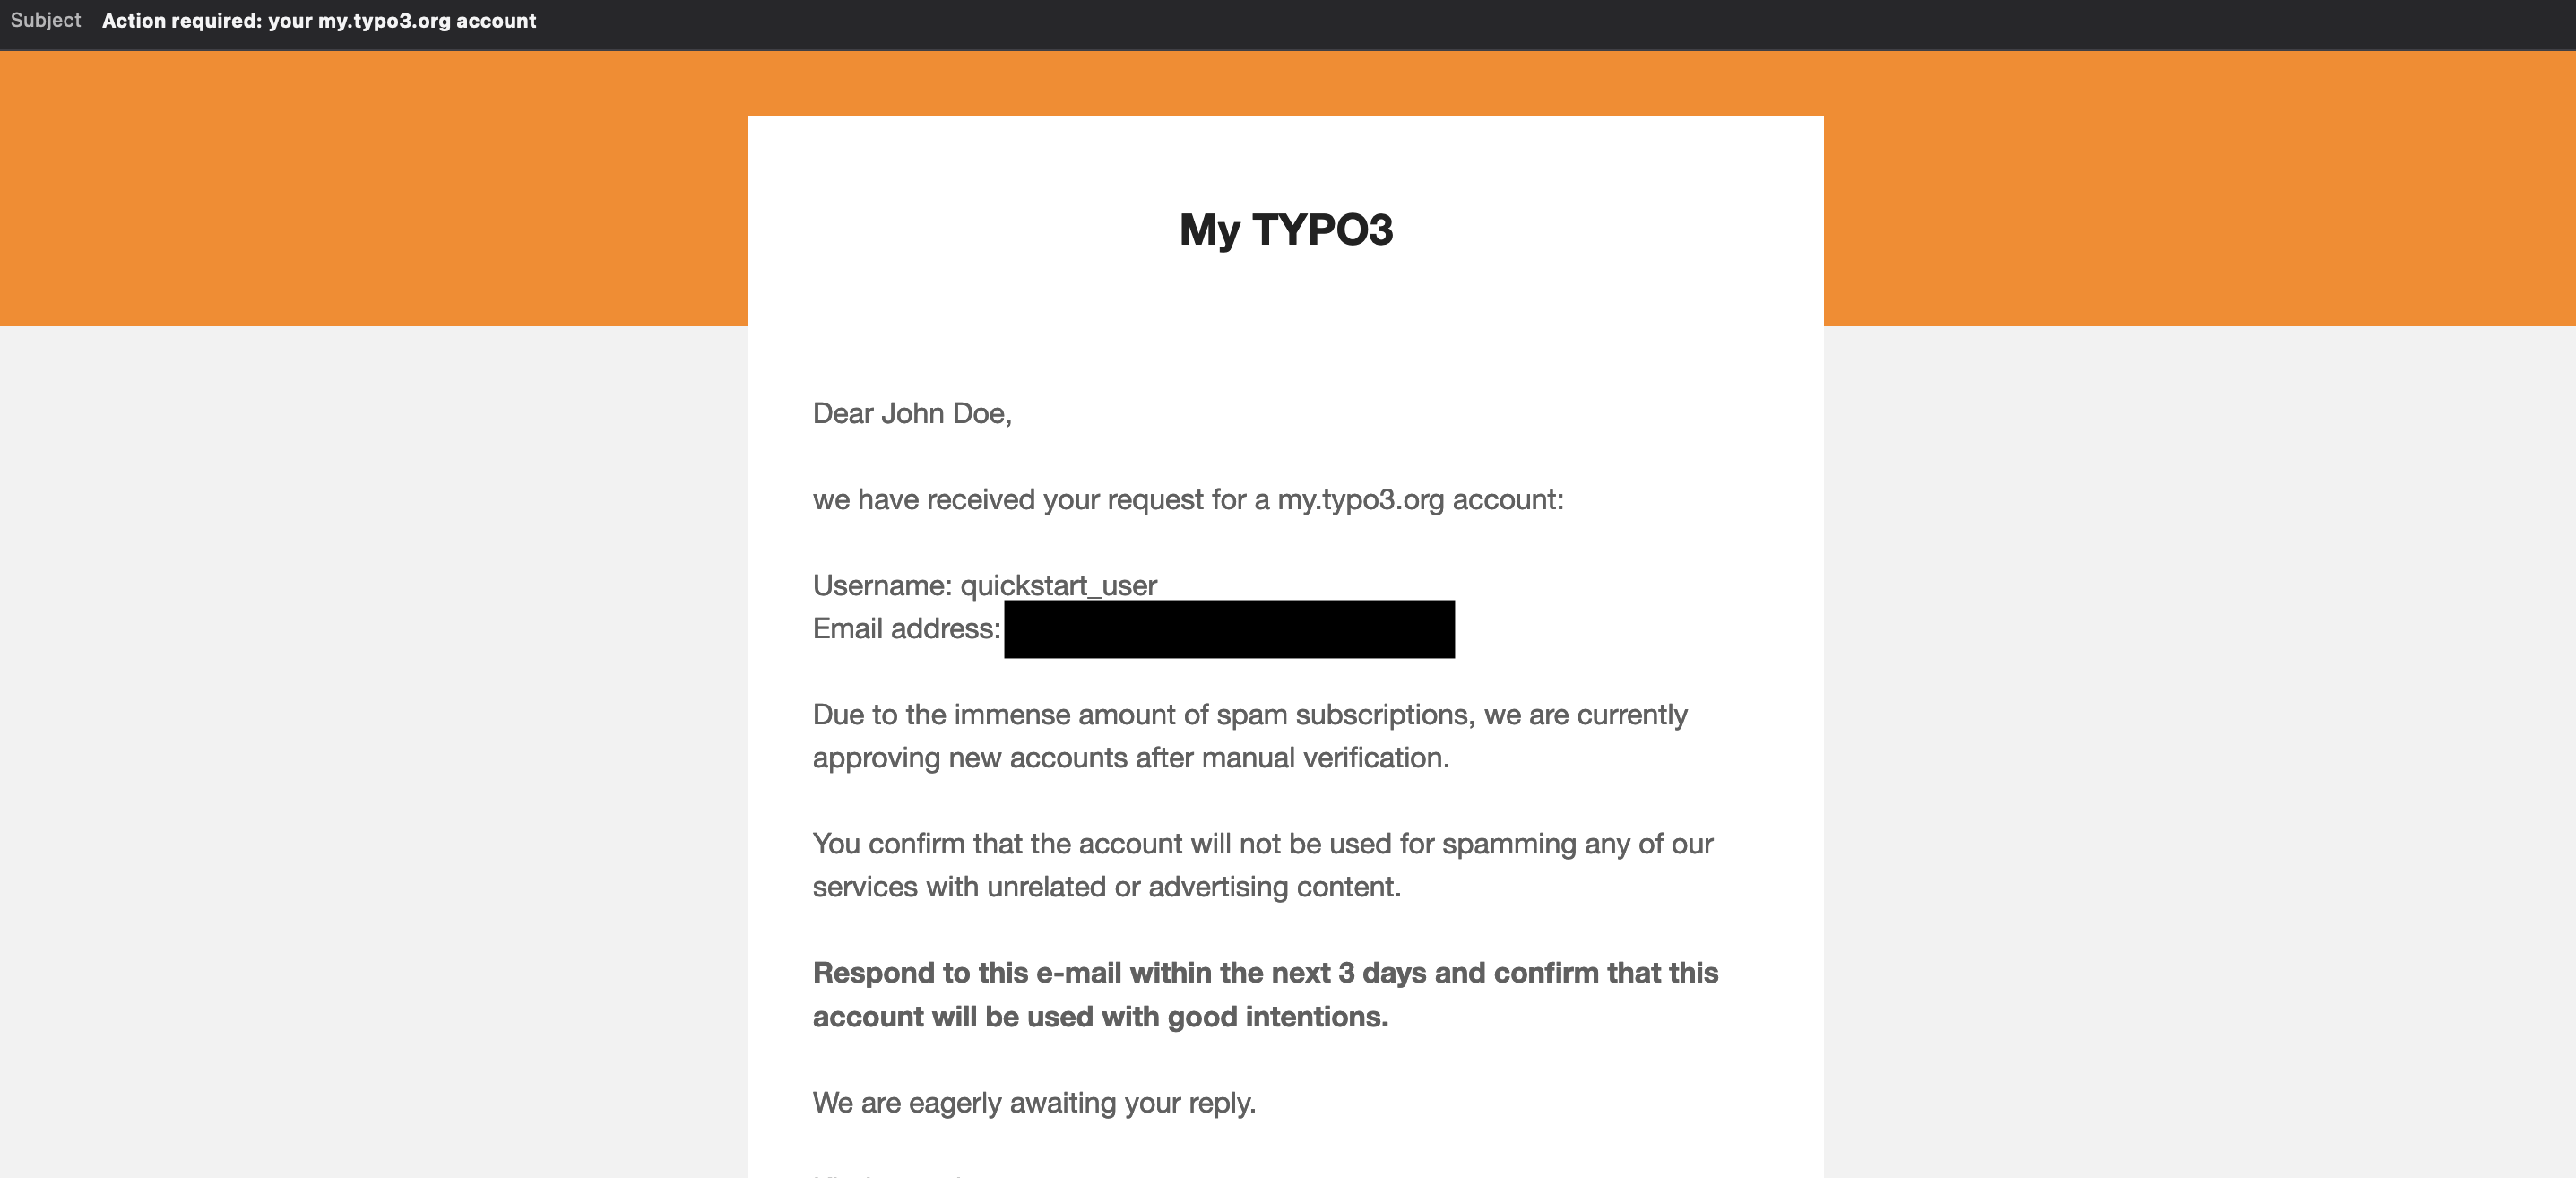 Subject Action required: your my.typo3.org account
My TYPO3
Dear John Doe,
we have received your request for a my.typo3.org account:
Username: quickstart_user
Email address:
Due to the immense amount of spam subscriptions, we are currently
approving new accounts after manual verification.
You confirm that the account will not be used for spamming any of our
services with unrelated or advertising content.
Respond to this e-mail within the next 3 days and confirm that this
account will be used with good intentions.
We are eagerly awaiting your reply.